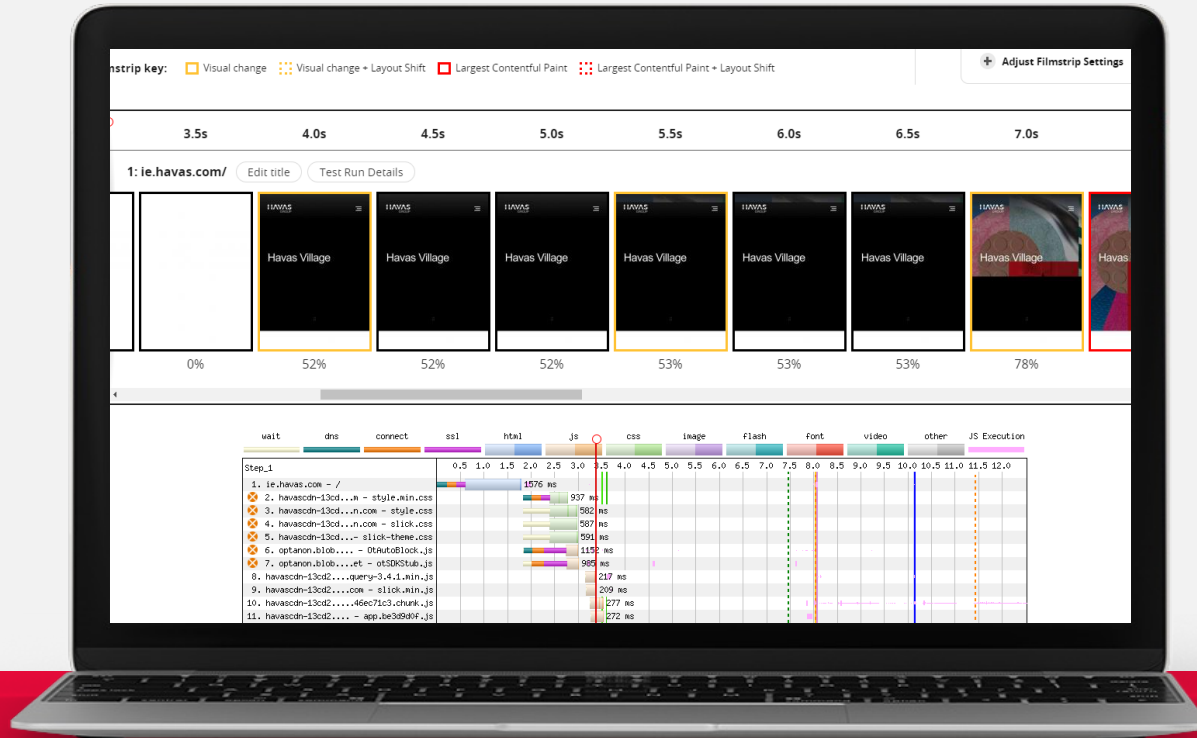 nstrip key: Visual change Visual change + Layout Shift Largest Contentful Paint Largest Contentful Paint + Layout Shift
+ Adjust Filmstrip Settings
3.5s 4.0s 4.5s 5.0s 5.5s 6.0s 6.5s 7.0s
1: ie.havas.com/ Edit title Test Run Details
HAVAS HAVAS HAVAS HAVAS HAVAS HAVAS HAVAS HAVAS
Havas Village Havas Village Havas Village Havas Village Havas Village Havas Village Havas Village Havas
0% 52% 52% 52% 53% 53% 53% 78%
wait dns connect ssl html js css image flash font video other JS Execution
Step_1 0.5 1.0 1.5 2.0 2.5 3.0 3.5 4.0 4.5 5.0 5.5 6.0 6.5 7.0 7.5 8.0 8.5 9.0 9.5 10.0 10.5 11.0 11.5 12.0
1. ie.havas.com - / 1576 ms
2. havascdn-13cd...m - style.min.css 937 ms
3. havascdn-13cd...n.com - style.css 582 ms
4. havascdn-13cd...n.com - slick.css 587 ms
5. havascdn-13cd...- slick-theme.css 591 ms
6. optanon.blob.... - OtAutoBlock.js 1152 ms
7. optanon.blob....et - otSDKStub.js 985 ms
8. havascdn-13cd2....query-3.4.1.min.js 217 ms
9. havascdn-13cd2....com - slick.min.js 209 ms
10. havascdn-13cd2.....46ec71c3.chunk.js 277 ms
11. havascdn-13cd2.... - app.be3d9d0f.js 272 ms